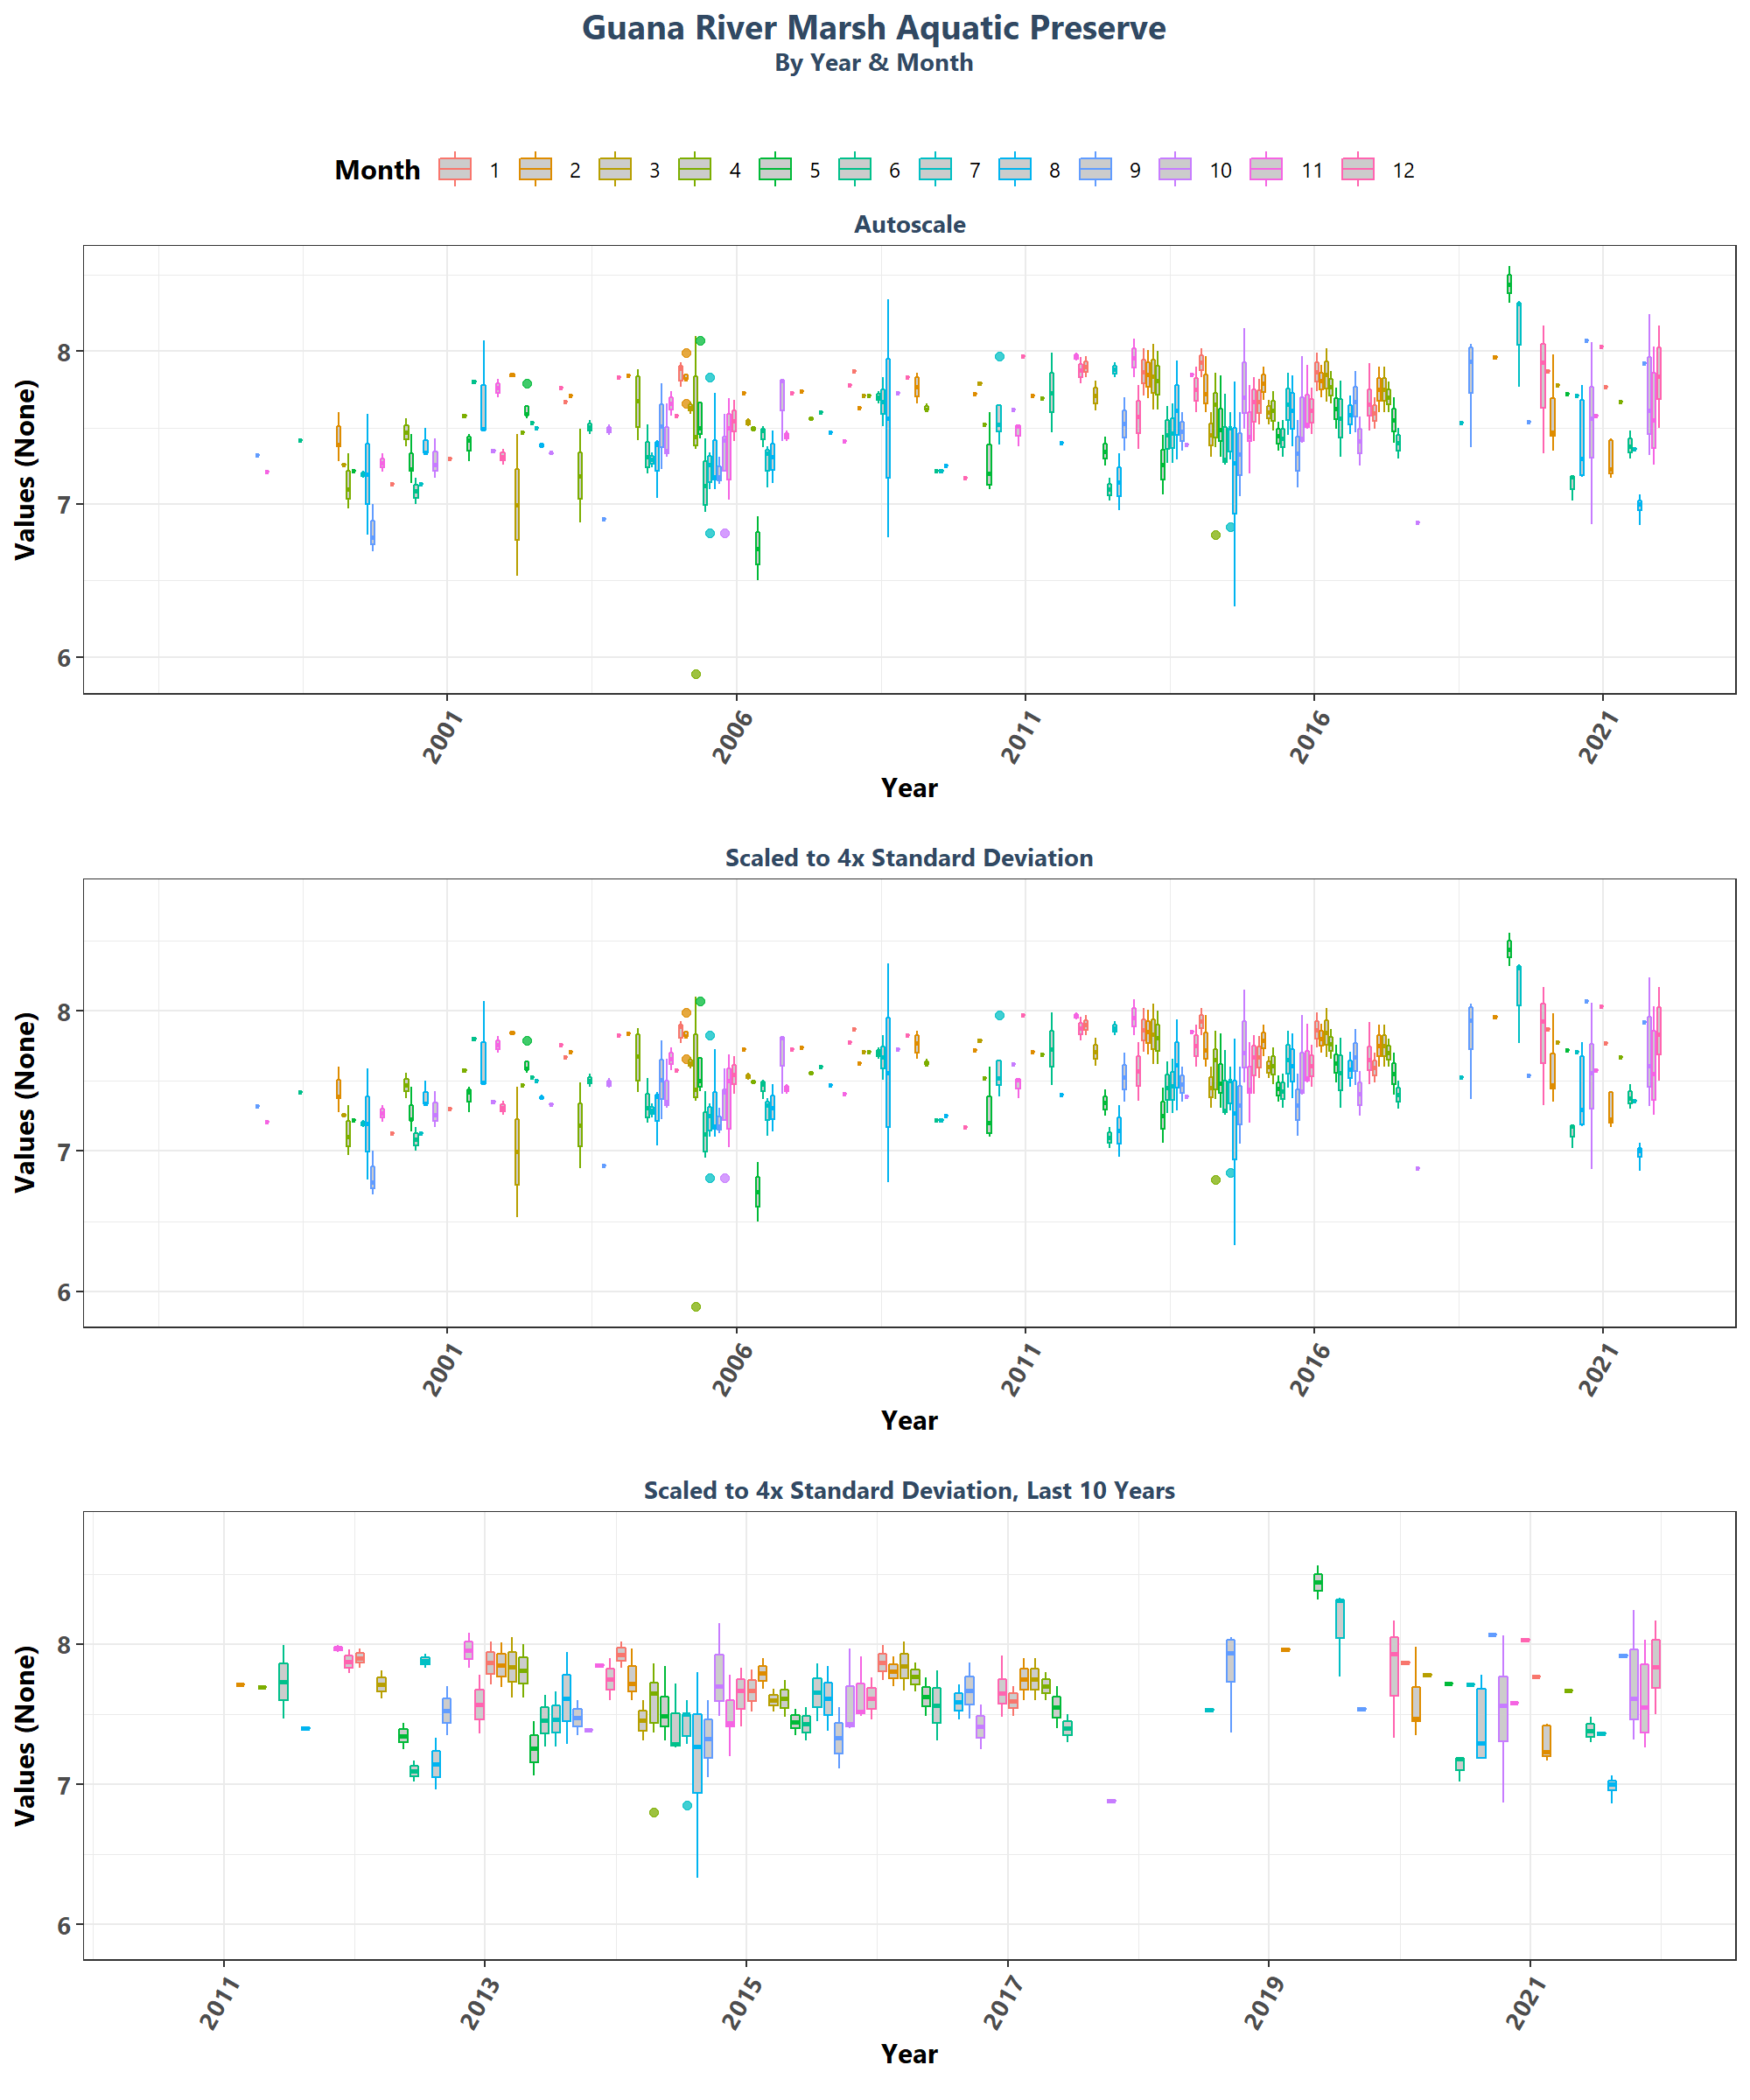 Guana River Marsh Aquatic Preserve
By Year & Month
Month 1 2 3 4 5 6 7 8 9 10 11 12
Autoscale
Values (None)
8
7
6
2001 2006 2011 2016 2021
Year
Scaled to 4x Standard Deviation
Values (None)
8
7
6
2001 2006 2011 2016 2021
Year
Scaled to 4x Standard Deviation, Last 10 Years
Values (None)
8
7
6
2011 2013 2015 2017 2019 2021
Year